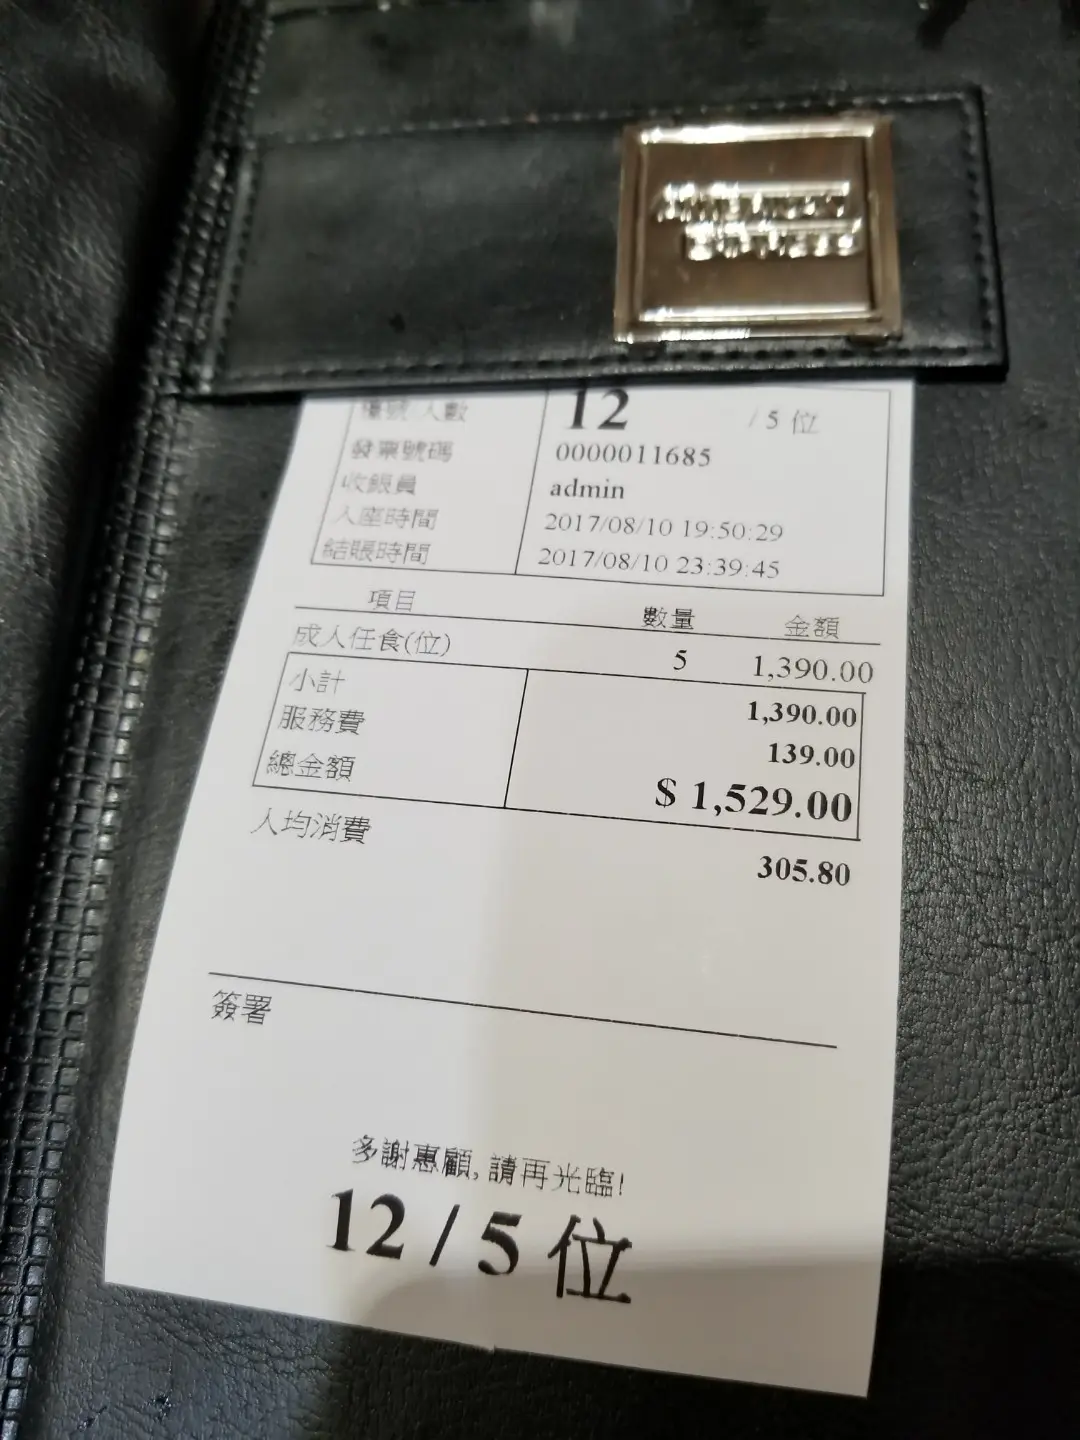 American
Express
檯號/人數 12 / 5 位
發票號碼 0000011685
收銀員 admin
入座時間 2017/08/10 19:50:29
結賬時間 2017/08/10 23:39:45
項目 數量 金額
成人任食(位) 5 1,390.00
小計 1,390.00
服務費 139.00
總金額 $ 1,529.00
人均消費 305.80
簽署
多謝惠顧, 請再光臨!
12 / 5 位